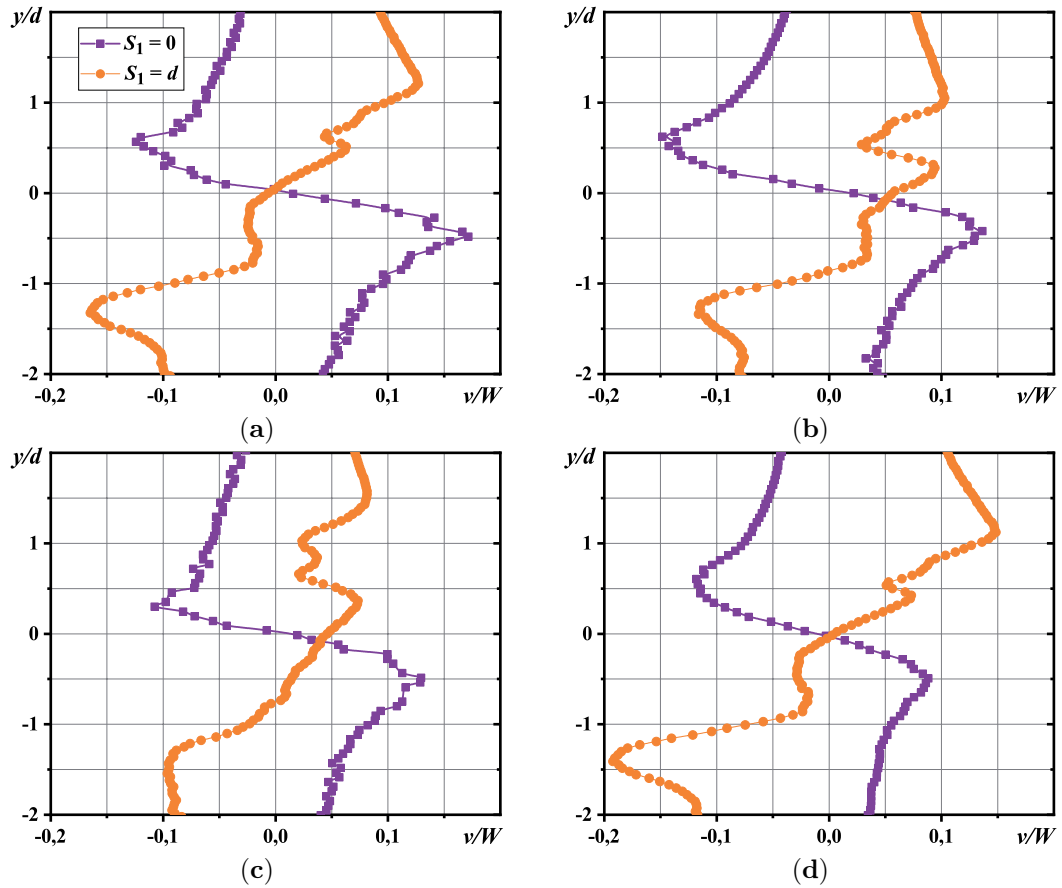 y/d
S1 = 0
S1 = d
1
0
-1
-2
-0,2 -0,1 0,0 0,1 v/W
(a)
y/d
1
0
-1
-2
-0,2 -0,1 0,0 0,1 v/W
(b)
y/d
1
0
-1
-2
-0,2 -0,1 0,0 0,1 v/W
(c)
y/d
1
0
-1
-2
-0,2 -0,1 0,0 0,1 v/W
(d)